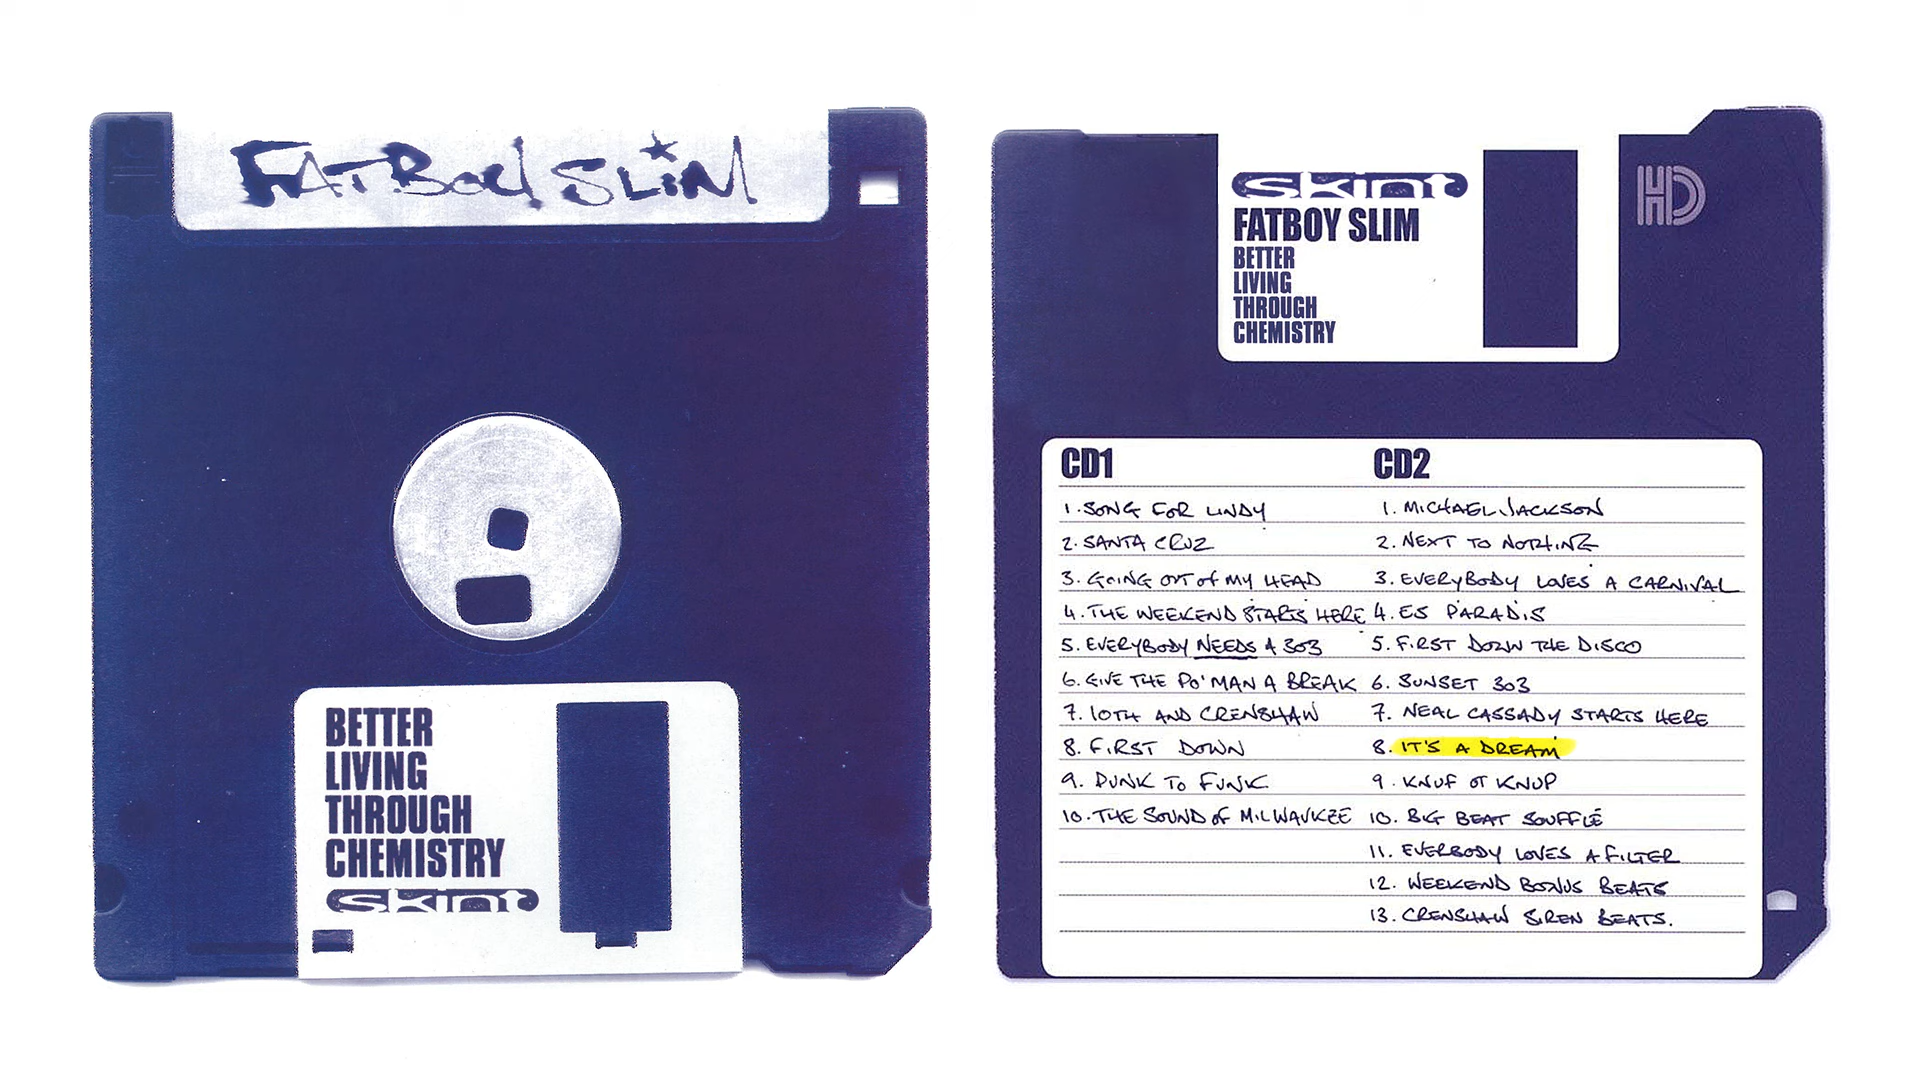 FATBOY SLIM
BETTER
LIVING
THROUGH
CHEMISTRY
skint
skint
FATBOY SLIM
BETTER
LIVING
THROUGH
CHEMISTRY
HD
CD1
1. SONG FOR LINDY
2. SANTA CRUZ
3. GOING OUT OF MY HEAD
4. THE WEEKEND STARTS HERE
5. EVERYBODY NEEDS A 303
6. GIVE THE PO' MAN A BREAK
7. 10TH AND CRENSHAW
8. FIRST DOWN
9. PUNK TO FUNK
10. THE SOUND OF MILWAUKEE
CD2
1. MICHAEL JACKSON
2. NEXT TO NOTHING
3. EVERYBODY LOVES A CARNIVAL
4. ES PARADIS
5. FIRST DOWN THE DISCO
6. SUNSET 303
7. NEAL CASSADY STARTS HERE
8. IT'S A DREAM
9. KNUF OT KNUP
10. BIG BEAT SOUFFLÉ
11. EVERBODY LOVES A FILTER
12. WEEKEND BONUS BEATS
13. CRENSHAW SIREN BEATS.